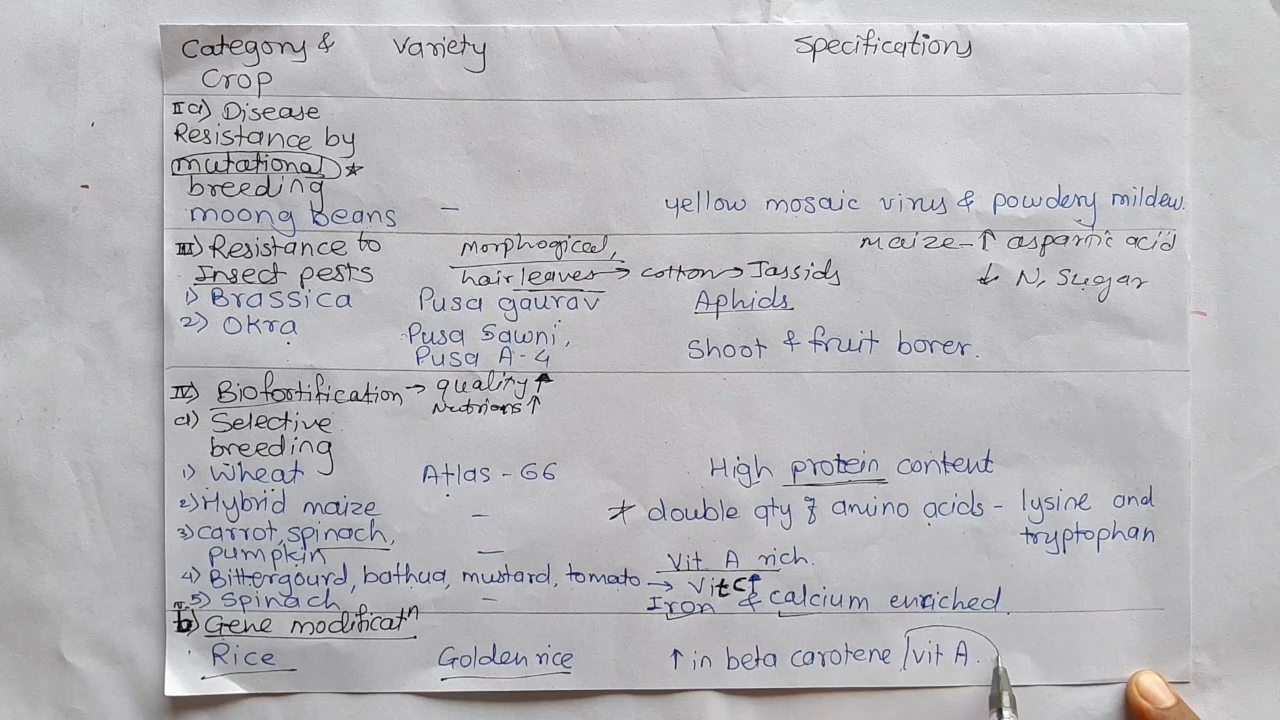 Category & Variety Specifications
Crop
II a) Disease
Resistance by
mutational *
breeding
moong beans - yellow mosaic virus & powdery mildew.
III) Resistance to morphogical, maize-↑ aspartic acid
Insect pests hair leaves → cotton → Jassids ↓ N, Sugar
1) Brassica Pusa gaurav Aphids
2) Okra Pusa Sawni, Shoot & fruit borer.
Pusa A-4
IV) Biofortification → quality ↑
Nutrions ↑
a) Selective
breeding
1) Wheat Atlas-66 High protein content
2) Hybrid maize - * double qty of amino acids - lysine and
tryptophan
3) carrot, spinach,
pumpkin - Vit A rich.
4) Bittergourd, bathua, mustard, tomato → Vit C↑
5) Spinach - Iron & calcium enriched.
b) Gene modificatn
Rice Golden rice ↑ in beta carotene /vit A.